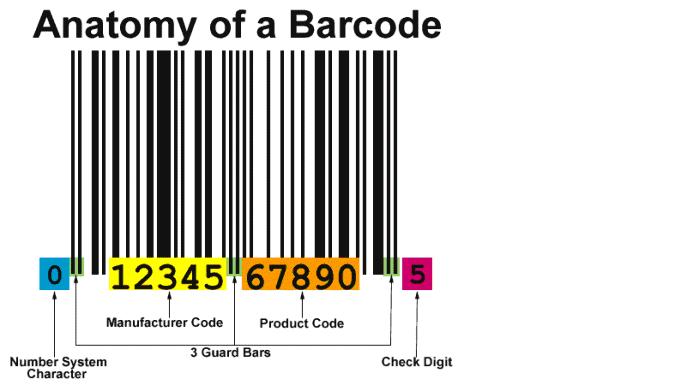 Anatomy of a Barcode
0 12345 67890 5
Manufacturer Code Product Code
3 Guard Bars
Number System Character
Check Digit